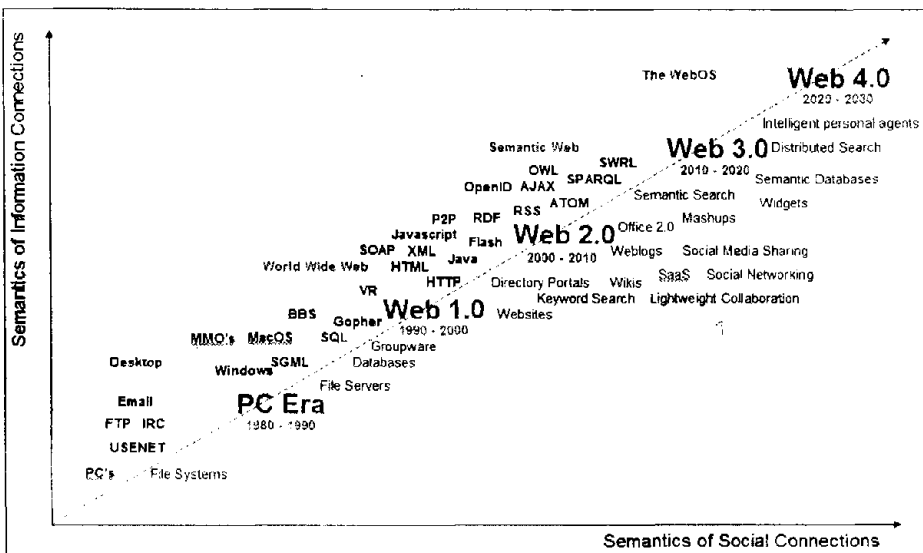 Semantics of Information Connections
The WebOS
Web 4.0
2020 - 2030
Intelligent personal agents
Semantic Web
Web 3.0
Distributed Search
SWRL
2010 - 2020
OWL
SPARQL
Semantic Databases
OpenID
AJAX
Semantic Search
Widgets
ATOM
P2P
RDF
RSS
Mashups
Office 2.0
Javascript
Flash
Web 2.0
SOAP
XML
2000 - 2010
Weblogs
Social Media Sharing
Java
World Wide Web
HTML
SaaS
Social Networking
HTTP
Directory Portals
Wikis
VR
Keyword Search
Lightweight Collaboration
Web 1.0
BBS
Websites
Gopher
1990 - 2000
MMO's
MacOS
SQL
Groupware
Desktop
SGML
Databases
Windows
File Servers
Email
PC Era
1980 - 1990
FTP
IRC
USENET
PC's
File Systems
Semantics of Social Connections